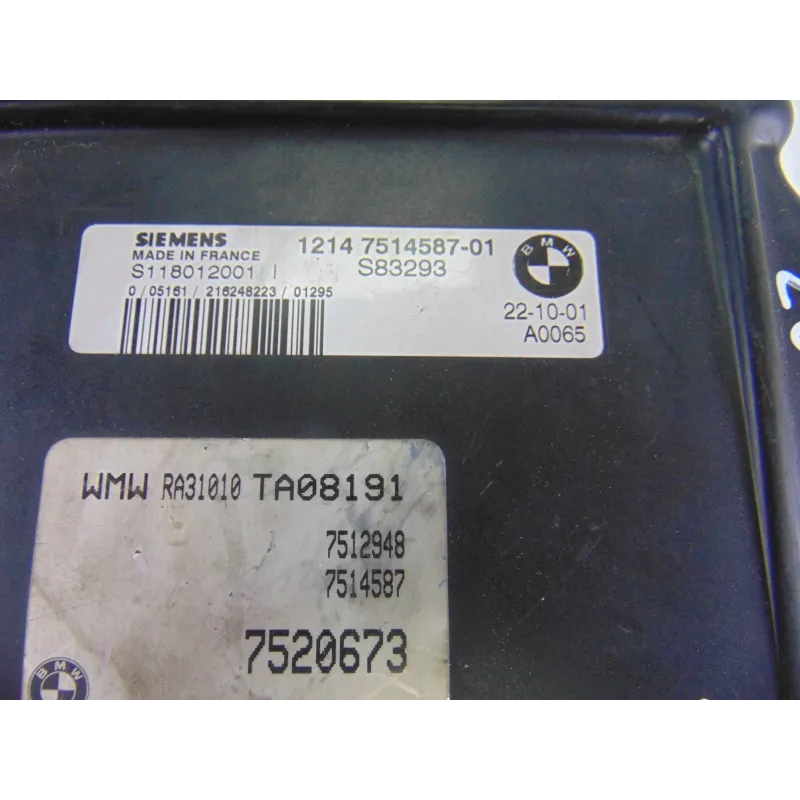 SIEMENS
MADE IN FRANCE
S118012001 I
1214 7514587-01
S83293
0 / 05161 / 216248223 / 01295
BMW
22-10-01
A0065
WMW RA31010 TA08191
7512948
7514587
7520673
BMW